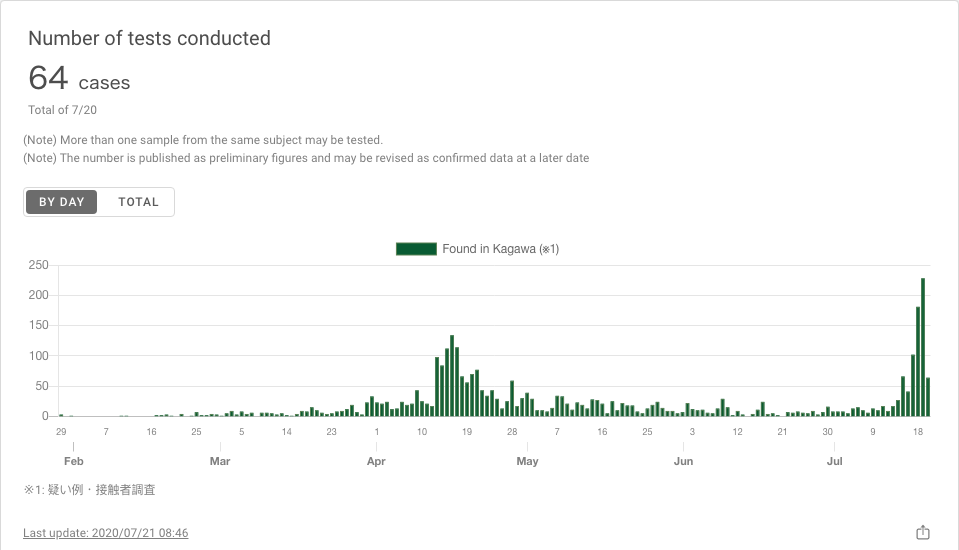 Number of tests conducted
64 cases
Total of 7/20
(Note) More than one sample from the same subject may be tested.
(Note) The number is published as preliminary figures and may be revised as confirmed data at a later date
BY DAY TOTAL
Found in Kagawa (※1)
250
200
150
100
50
0
29 7 16 25 5 14 23 1 10 19 28 7 16 25 3 12 21 30 9 18
Feb Mar Apr May Jun Jul
※1: 疑い例・接触者調査
Last update: 2020/07/21 08:46